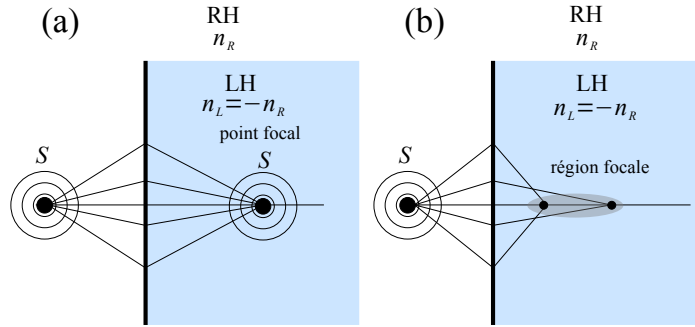 (a)
RH
n_R
LH
n_L=−n_R
point focal
S
S
(b)
RH
n_R
LH
n_L=−n_R
région focale
S